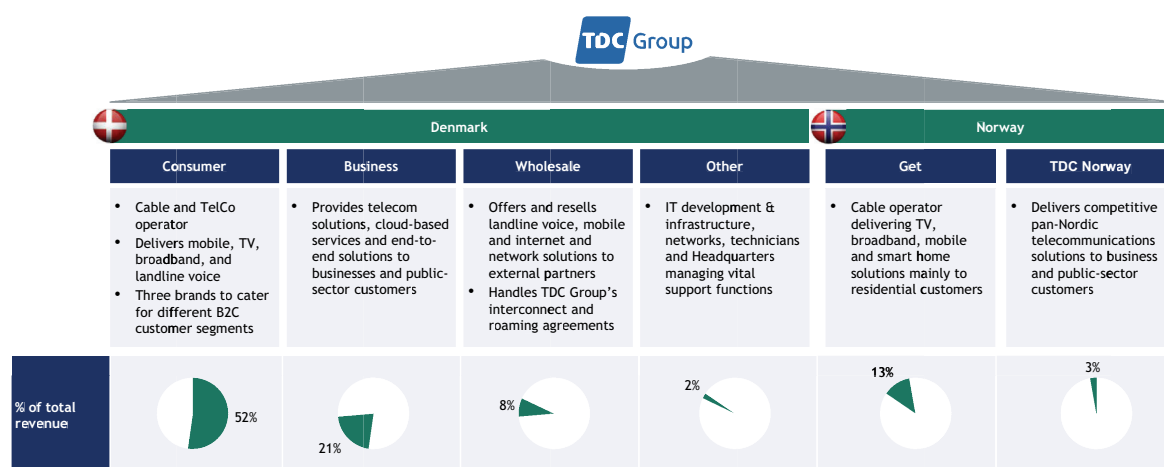 TDC Group
Denmark
Norway
Consumer
Business
Wholesale
Other
Get
TDC Norway
• Cable and TelCo
operator
• Delivers mobile, TV,
broadband, and
landline voice
• Three brands to cater
for different B2C
customer segments
• Provides telecom
solutions, cloud-based
services and end-to-
end solutions to
businesses and public-
sector customers
• Offers and resells
landline voice, mobile
and internet and
network solutions to
external partners
• Handles TDC Group's
interconnect and
roaming agreements
• IT development &
infrastructure,
networks, technicians
and Headquarters
managing vital
support functions
• Cable operator
delivering TV,
broadband, mobile
and smart home
solutions mainly to
residential customers
• Delivers competitive
pan-Nordic
telecommunications
solutions to business
and public-sector
customers
% of total
revenue
52%
21%
8%
2%
13%
3%